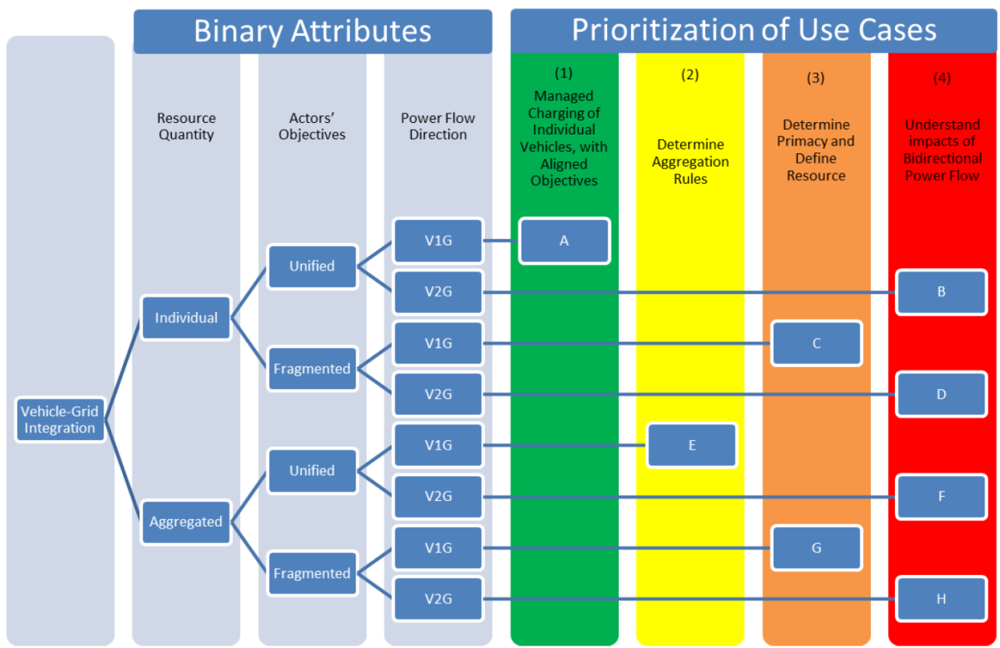 Binary Attributes
Prioritization of Use Cases
Resource
Quantity
Actors’
Objectives
Power Flow
Direction
(1)
Managed
Charging of
Individual
Vehicles, with
Aligned
Objectives
(2)
Determine
Aggregation
Rules
(3)
Determine
Primacy and
Define
Resource
(4)
Understand
impacts of
Bidirectional
Power Flow
Vehicle-Grid
Integration
Individual
Aggregated
Unified
Fragmented
Unified
Fragmented
V1G
A
V2G
B
V1G
C
V2G
D
V1G
E
V2G
F
V1G
G
V2G
H